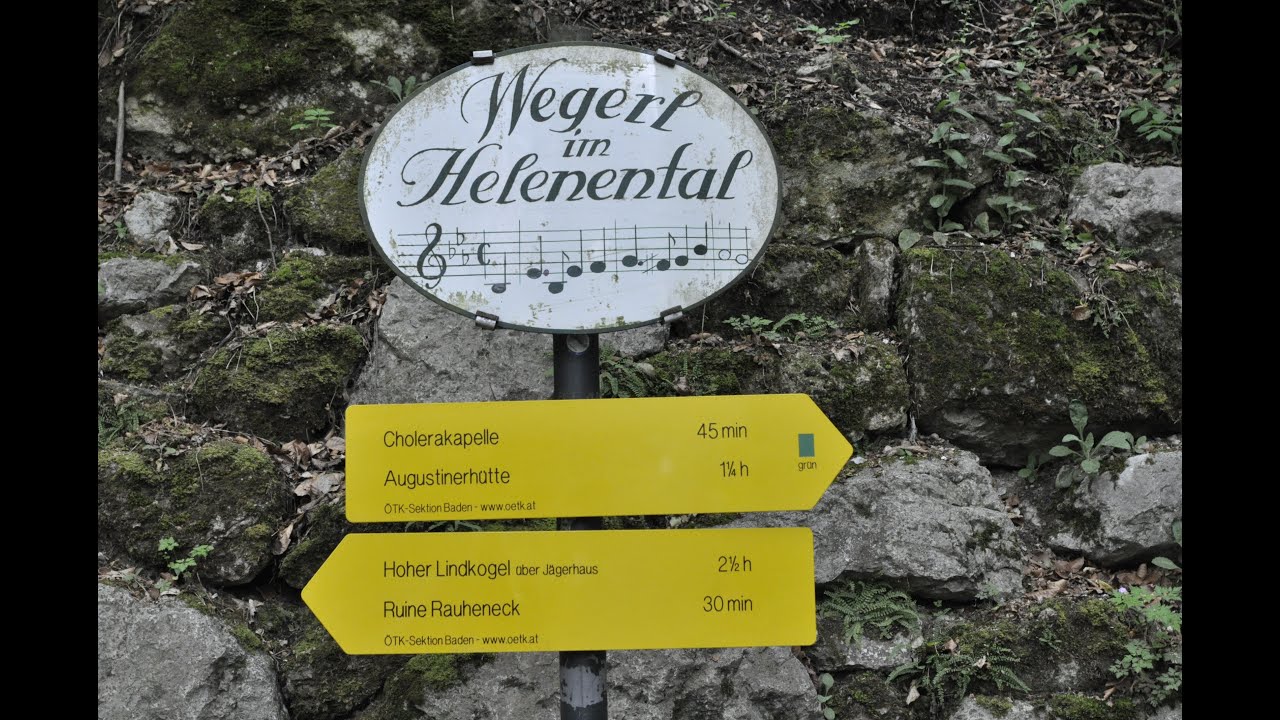 Wegerl
im
Helenental
Cholerakapelle 45 min
Augustinerhütte 1¼ h
grün
ÖTK-Sektion Baden - www.oetk.at
Hoher Lindkogel über Jägerhaus 2½ h
Ruine Rauheneck 30 min
ÖTK-Sektion Baden - www.oetk.at